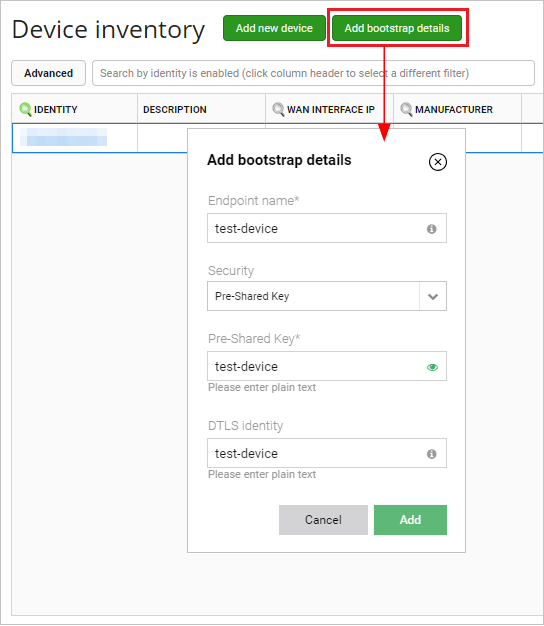 Device inventory
Add new device
Add bootstrap details
Advanced
Search by identity is enabled (click column header to select a different filter)
IDENTITY
DESCRIPTION
WAN INTERFACE IP
MANUFACTURER
Add bootstrap details
Endpoint name*
test-device
Security
Pre-Shared Key
Pre-Shared Key*
test-device
Please enter plain text
DTLS identity
test-device
Please enter plain text
Cancel
Add